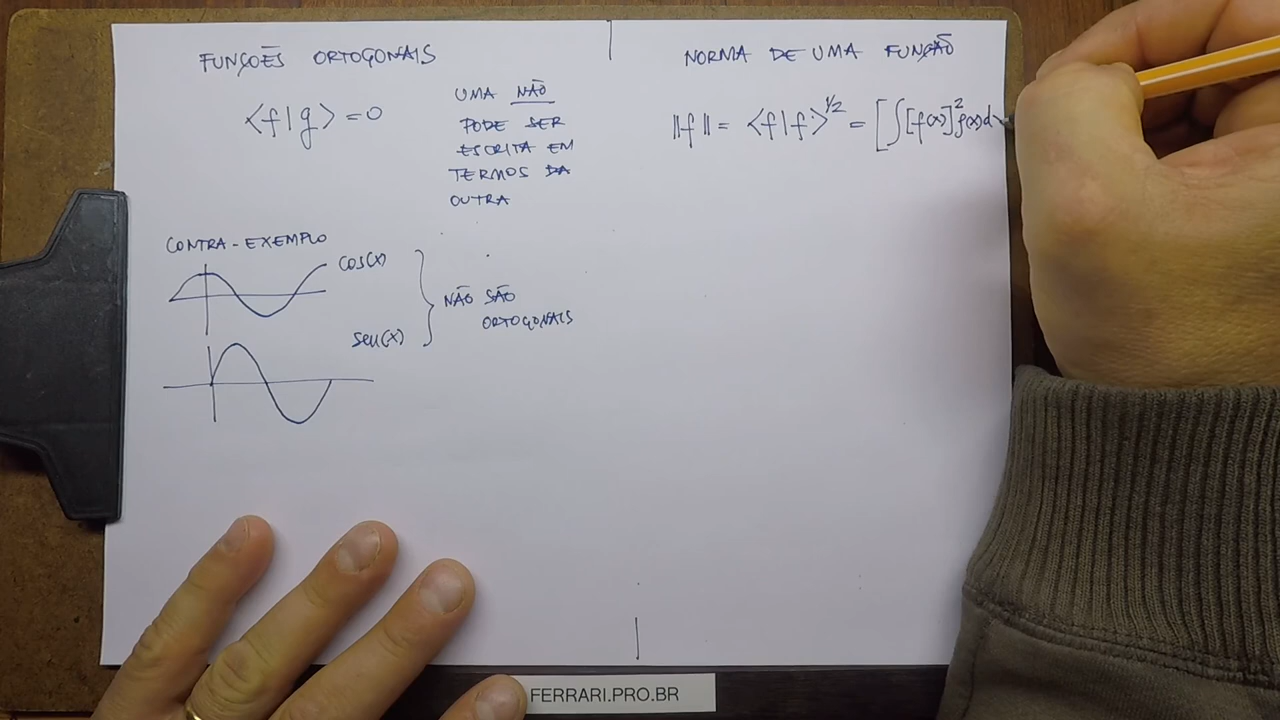 FUNÇÕES ORTOGONAIS
⟨f|g⟩ = 0
UMA NÃO
PODE SER
ESCRITA EM
TERMOS DA
OUTRA
CONTRA-EXEMPLO
cos(x)
sen(x)
NÃO SÃO
ORTOGONAIS
NORMA DE UMA FUNÇÃO
||f|| = ⟨f|f⟩^1/2 = [∫[f(x)]²ρ(x)dx
FERRARI.PRO.BR